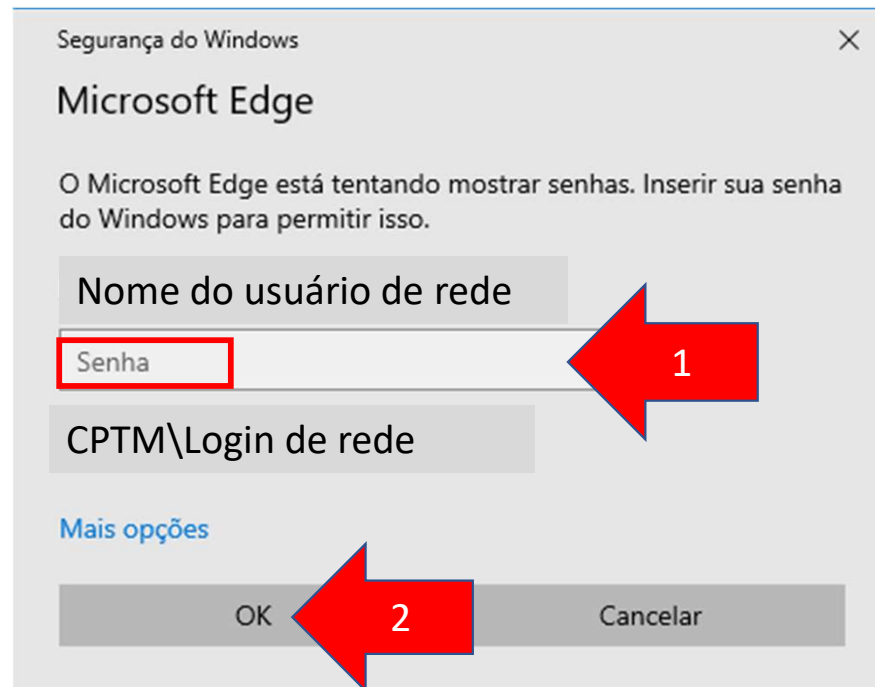 Segurança do Windows
Microsoft Edge
O Microsoft Edge está tentando mostrar senhas. Inserir sua senha
do Windows para permitir isso.
Nome do usuário de rede
Senha
1
CPTM\Login de rede
Mais opções
OK
2
Cancelar